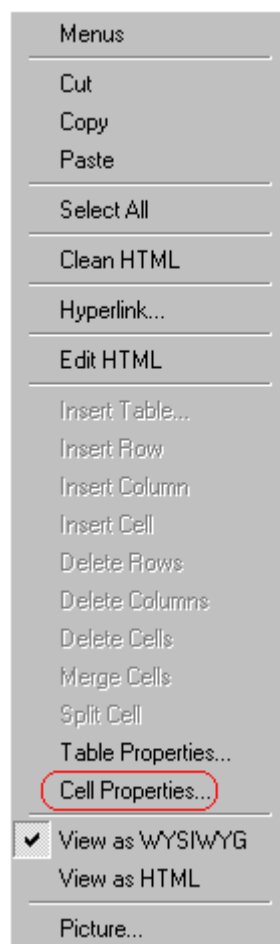 Menus
Cut
Copy
Paste
Select All
Clean HTML
Hyperlink...
Edit HTML
Insert Table...
Insert Row
Insert Column
Insert Cell
Delete Rows
Delete Columns
Delete Cells
Merge Cells
Split Cell
Table Properties...
Cell Properties...
View as WYSIWYG
View as HTML
Picture...